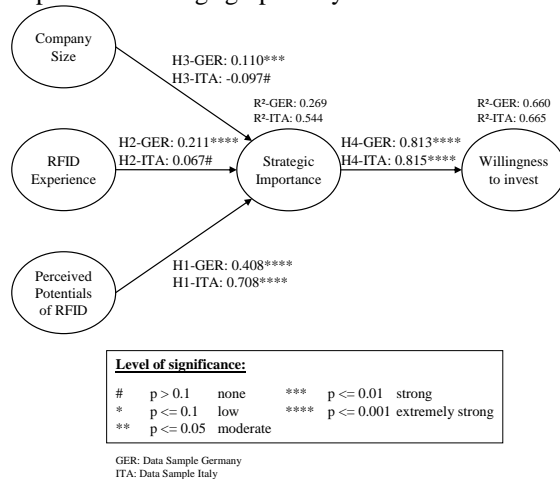 Company
Size
H3-GER: 0.110***
H3-ITA: -0.097#
R²-GER: 0.269
R²-ITA: 0.544
R²-GER: 0.660
R²-ITA: 0.665
H2-GER: 0.211****
H2-ITA: 0.067#
H4-GER: 0.813****
H4-ITA: 0.815****
RFID
Experience
Strategic
Importance
Willingness
to invest
H1-GER: 0.408****
H1-ITA: 0.708****
Perceived
Potentials
of RFID
Level of significance:
# p > 0.1 none *** p <= 0.01 strong
* p <= 0.1 low **** p <= 0.001 extremely strong
** p <= 0.05 moderate
GER: Data Sample Germany
ITA: Data Sample Italy